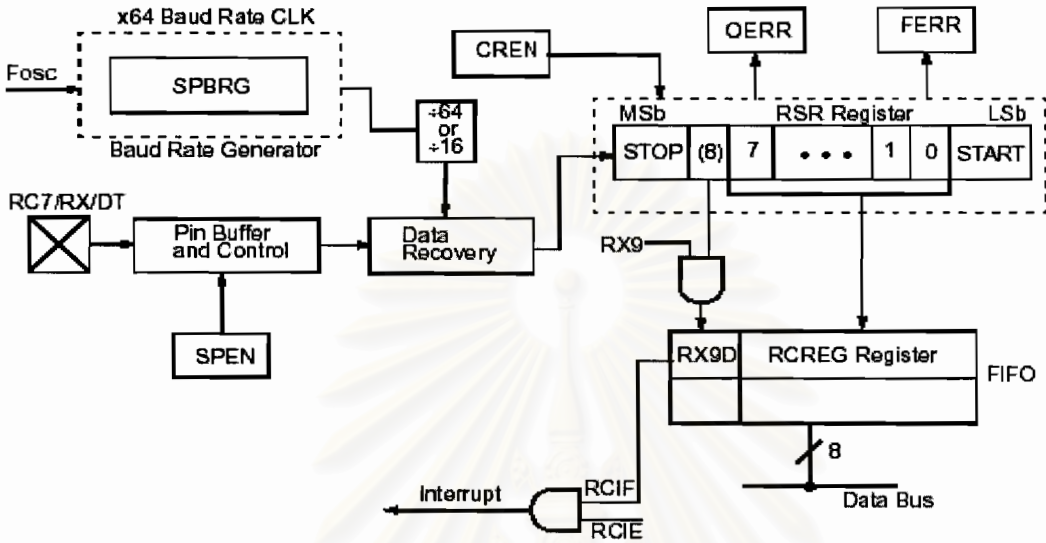 x64 Baud Rate CLK
Fosc
SPBRG
Baud Rate Generator
÷64
or
÷16
CREN
OERR
FERR
MSb
RSR Register
LSb
STOP
(8)
7
• • •
1
0
START
RC7/RX/DT
Pin Buffer
and Control
Data
Recovery
SPEN
RX9
RX9D
RCREG Register
FIFO
8
Data Bus
Interrupt
RCIF
RCIE